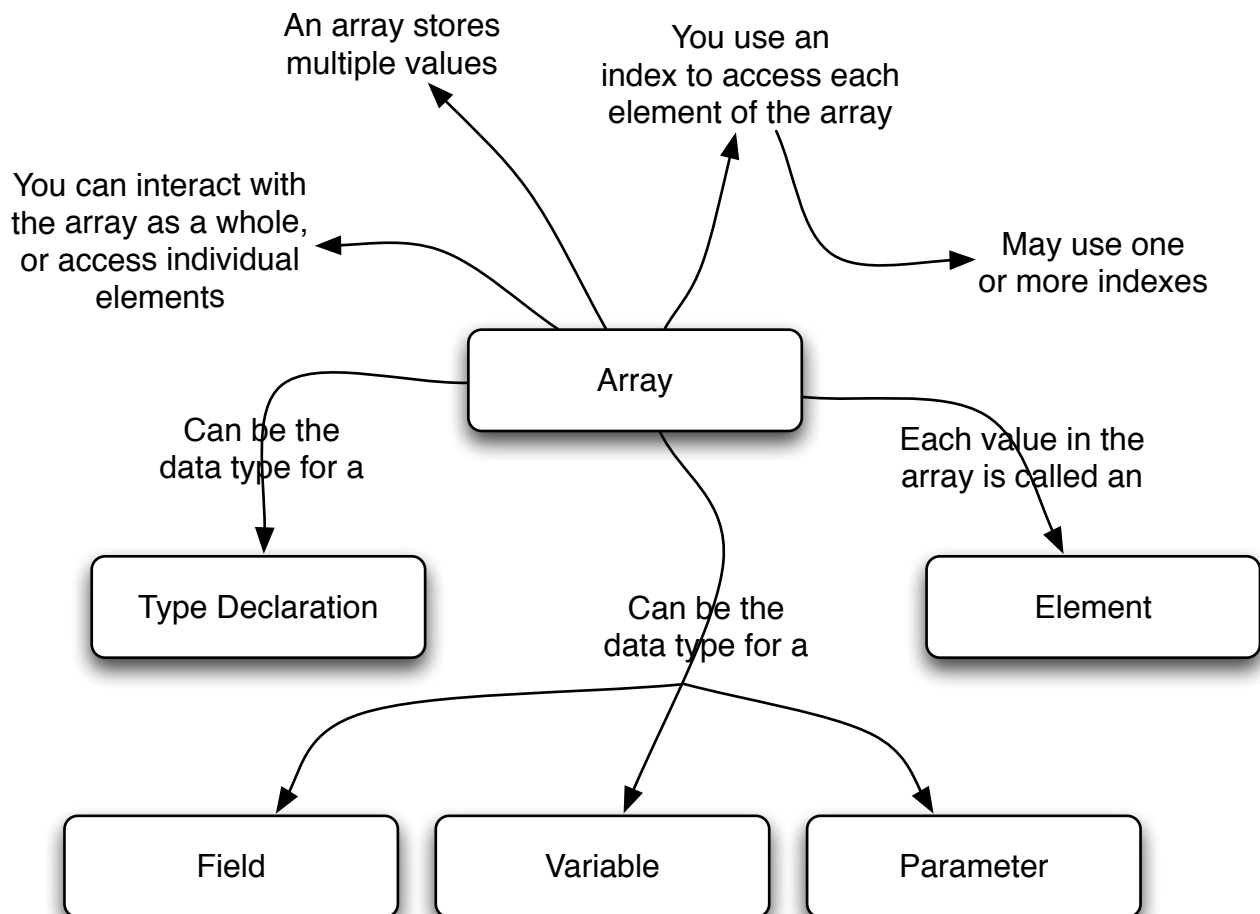 An array stores
multiple values
You use an
index to access each
element of the array
You can interact with
the array as a whole,
or access individual
elements
May use one
or more indexes
Array
Can be the
data type for a
Each value in the
array is called an
Type Declaration
Element
Can be the
data type for a
Field
Variable
Parameter